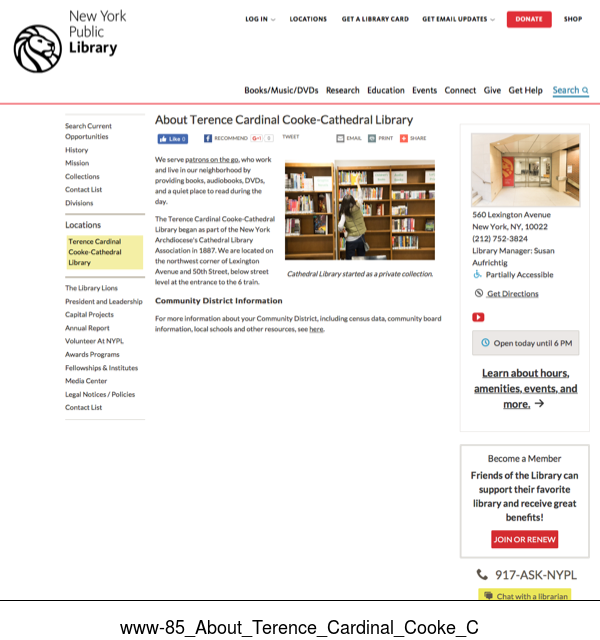 New York
Public
Library
LOG IN
LOCATIONS
GET A LIBRARY CARD
GET EMAIL UPDATES
DONATE
SHOP
Books/Music/DVDs Research Education Events Connect Give Get Help Search
Search Current
Opportunities
History
Mission
Collections
Contact List
Divisions
Locations
Terence Cardinal
Cooke-Cathedral
Library
The Library Lions
President and Leadership
Capital Projects
Annual Report
Volunteer At NYPL
Awards Programs
Fellowships & Institutes
Media Center
Legal Notices / Policies
Contact List
About Terence Cardinal Cooke-Cathedral Library
Like 0
RECOMMEND
TWEET
EMAIL
PRINT
SHARE
We serve patrons on the go, who work
and live in our neighborhood by
providing books, audiobooks, DVDs,
and a quiet place to read during the
day.
The Terence Cardinal Cooke-Cathedral
Library began as part of the New York
Archdiocese's Cathedral Library
Association in 1887. We are located on
the northwest corner of Lexington
Avenue and 50th Street, below street
level at the entrance to the 6 train.
Cathedral Library started as a private collection.
Community District Information
For more information about your Community District, including census data, community board
information, local schools and other resources, see here.
560 Lexington Avenue
New York, NY, 10022
(212) 752-3824
Library Manager: Susan
Aufrichtig
Partially Accessible
Get Directions
Open today until 6 PM
Learn about hours,
amenities, events, and
more. →
Become a Member
Friends of the Library can
support their favorite
library and receive great
benefits!
JOIN OR RENEW
917-ASK-NYPL
Chat with a librarian
www-85_About_Terence_Cardinal_Cooke_C